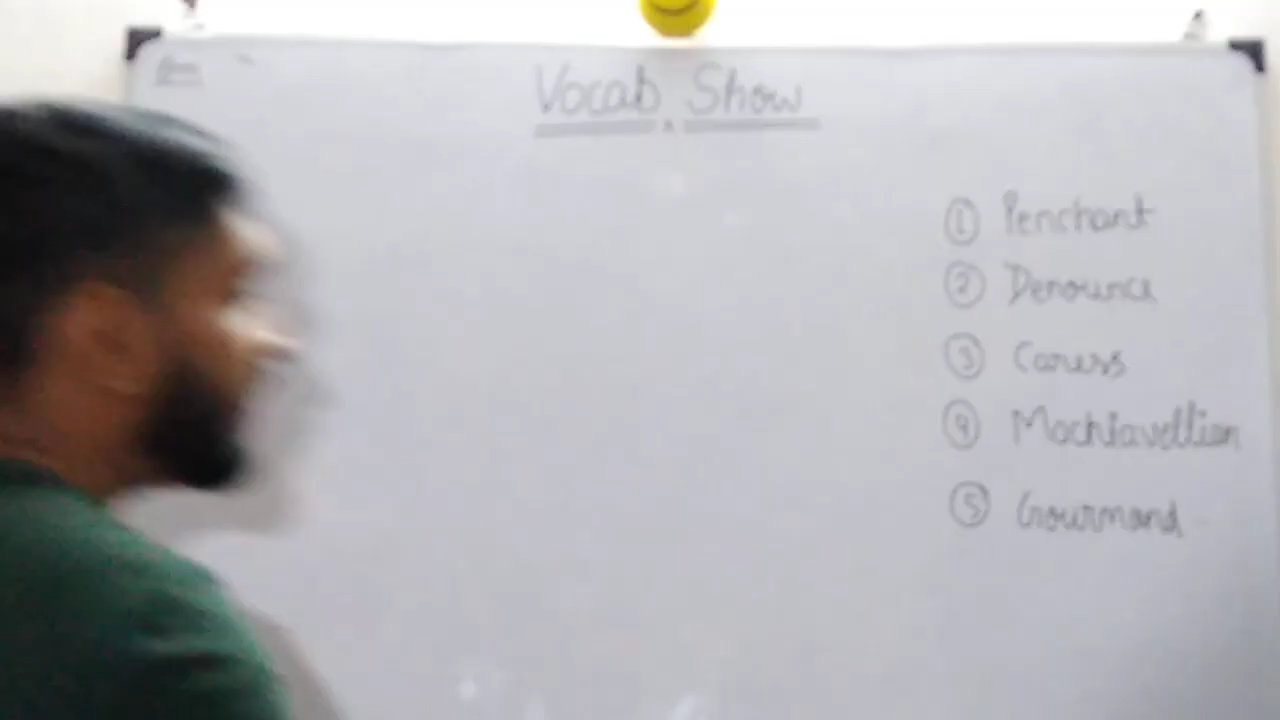 Vocab Show
① Penchant
② Denounce
③ Caress
④ Machiavellian
⑤ Gourmand